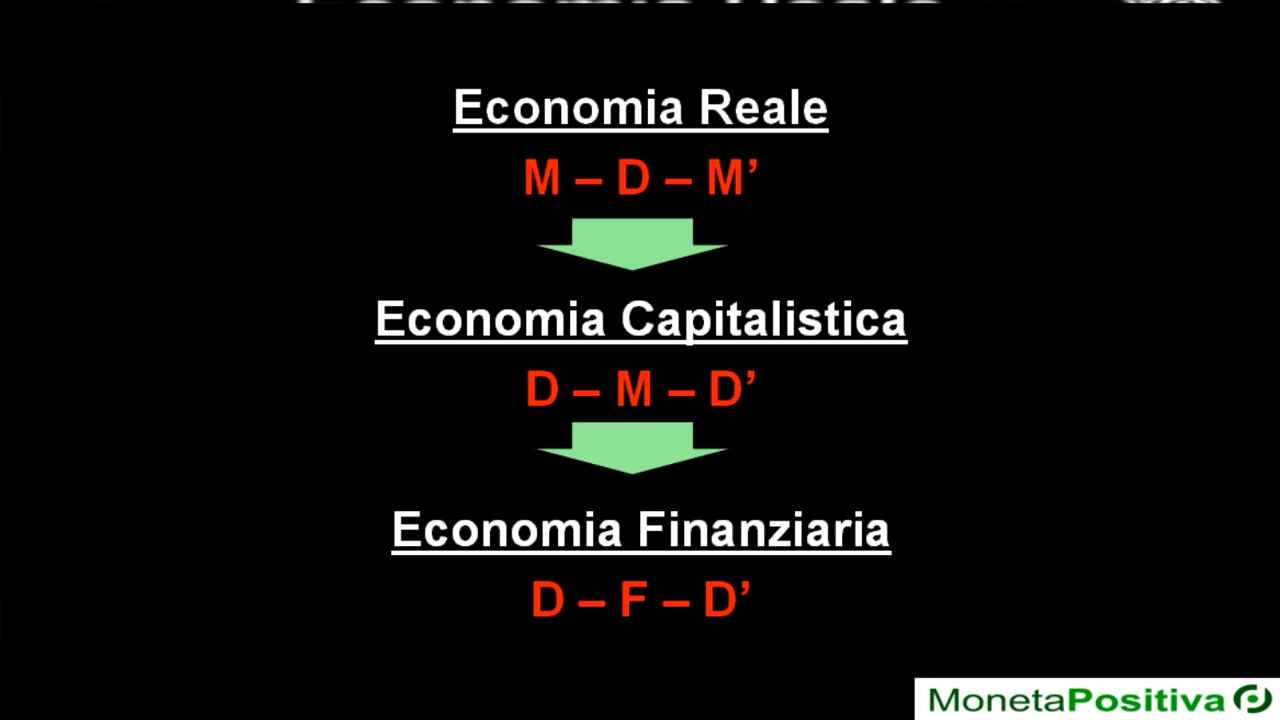 Economia Reale
M – D – M’
Economia Capitalistica
D – M – D’
Economia Finanziaria
D – F – D’
MonetaPositiva